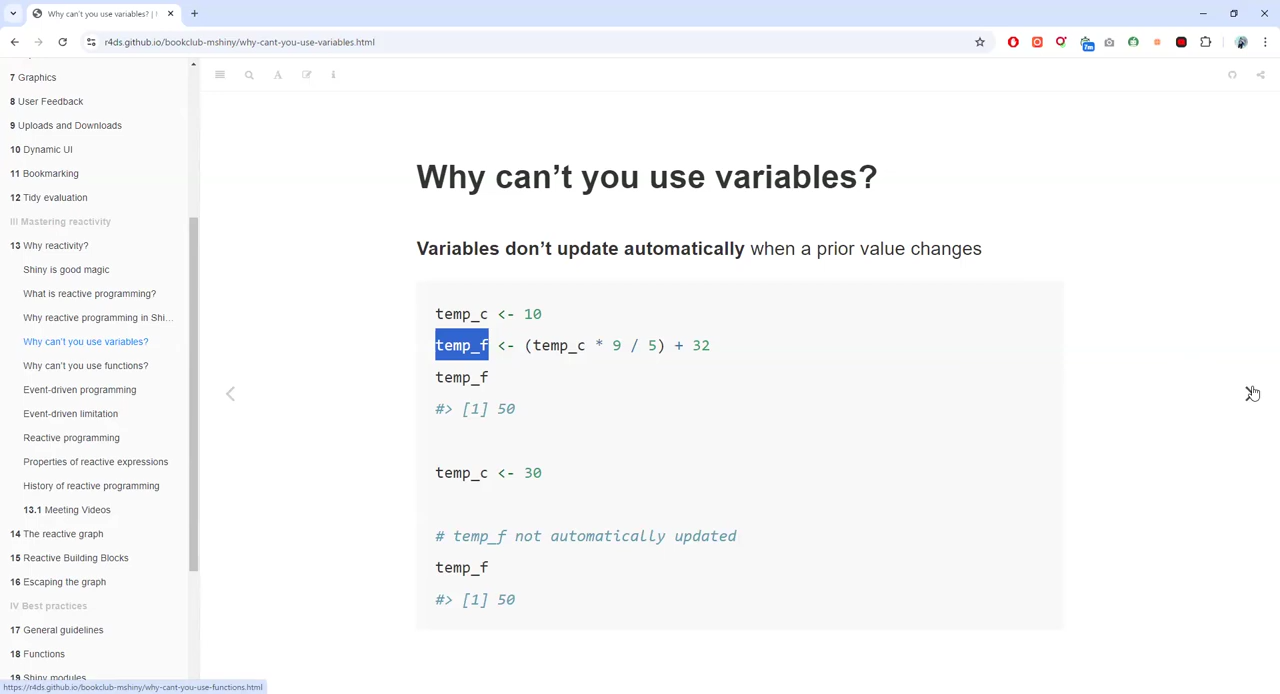 Why can't you use variables? | 
r4ds.github.io/bookclub-mshiny/why-cant-you-use-variables.html
7m
7 Graphics
8 User Feedback
9 Uploads and Downloads
10 Dynamic UI
11 Bookmarking
12 Tidy evaluation
III Mastering reactivity
13 Why reactivity?
Shiny is good magic
What is reactive programming?
Why reactive programming in Shi...
Why can't you use variables?
Why can't you use functions?
Event-driven programming
Event-driven limitation
Reactive programming
Properties of reactive expressions
History of reactive programming
13.1 Meeting Videos
14 The reactive graph
15 Reactive Building Blocks
16 Escaping the graph
IV Best practices
17 General guidelines
18 Functions
19 Shiny modules
https://r4ds.github.io/bookclub-mshiny/why-cant-you-use-functions.html
Why can't you use variables?
Variables don't update automatically when a prior value changes
temp_c <- 10
temp_f <- (temp_c * 9 / 5) + 32
temp_f
#> [1] 50
temp_c <- 30
# temp_f not automatically updated
temp_f
#> [1] 50